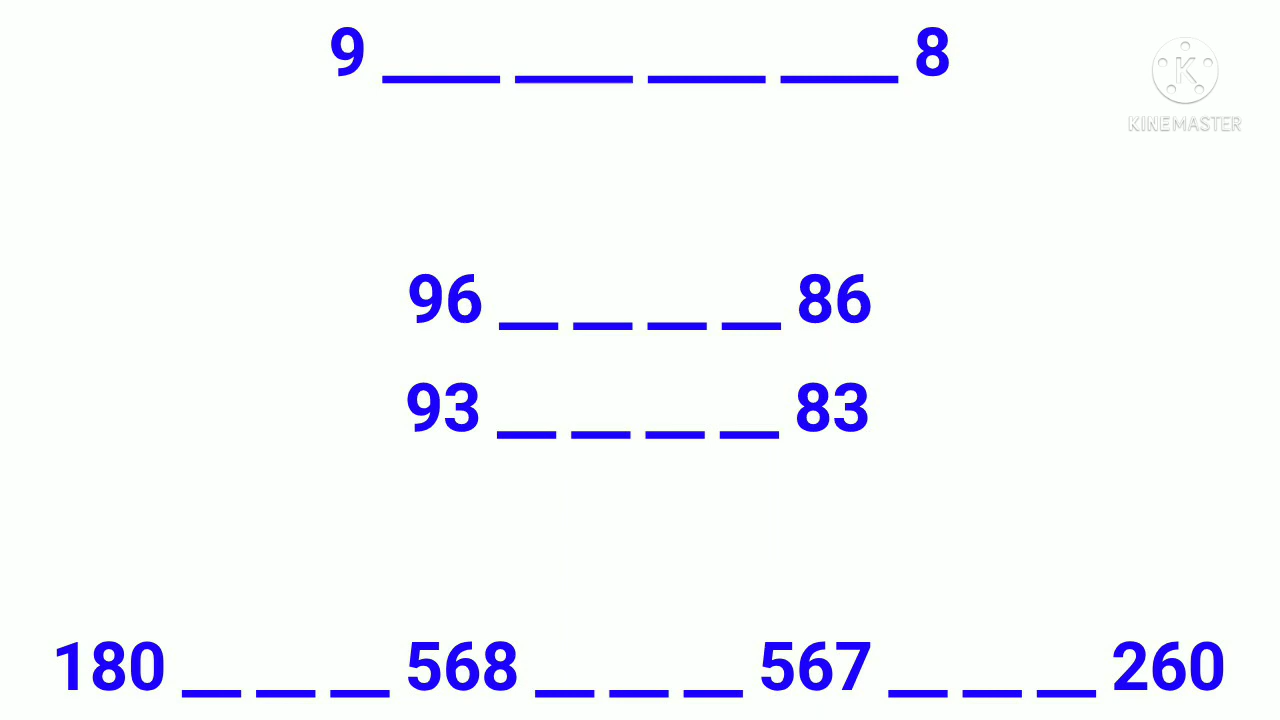 9 ____ ____ ____ ____ 8
KINEMASTER
96 __ __ __ __ 86
93 __ __ __ __ 83
180 __ __ __ 568 __ __ __ 567 __ __ __ 260